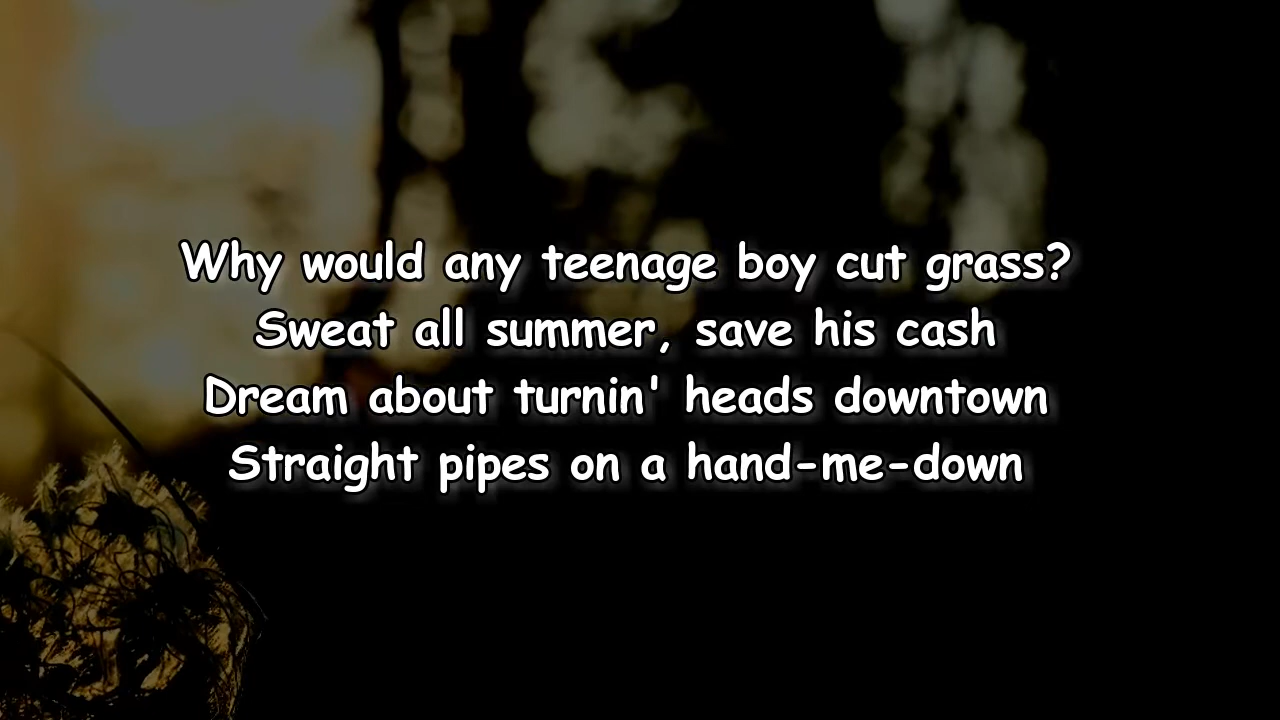 Why would any teenage boy cut grass?
Sweat all summer, save his cash
Dream about turnin' heads downtown
Straight pipes on a hand-me-down